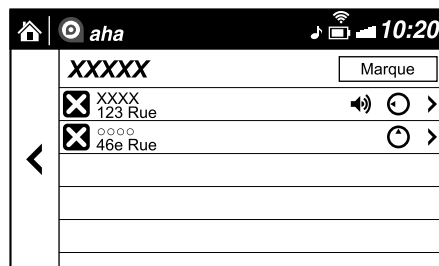 aha
10:20
XXXXX
Marque
XXXX
123 Rue
○○○○
46e Rue